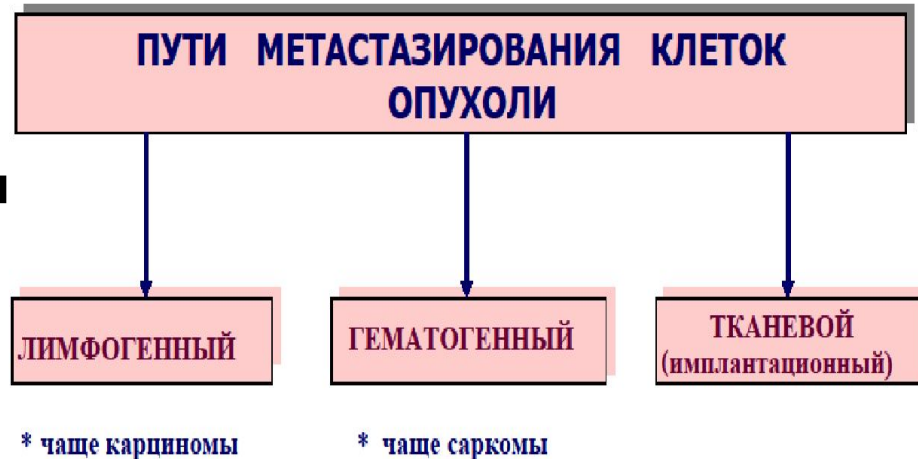 ПУТИ МЕТАСТАЗИРОВАНИЯ КЛЕТОК
ОПУХОЛИ
ЛИМФОГЕННЫЙ
ГЕМАТОГЕННЫЙ
ТКАНЕВОЙ
(имплантационный)
* чаще карциномы
* чаще саркомы